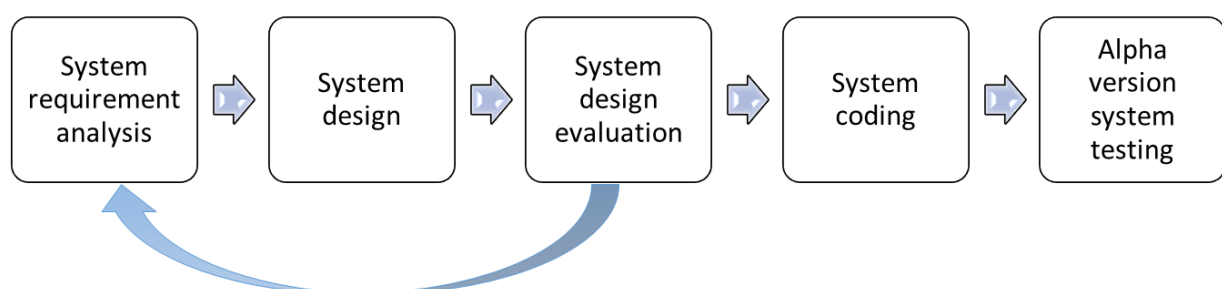 System
requirement
analysis
System
design
System
design
evaluation
System
coding
Alpha
version
system
testing